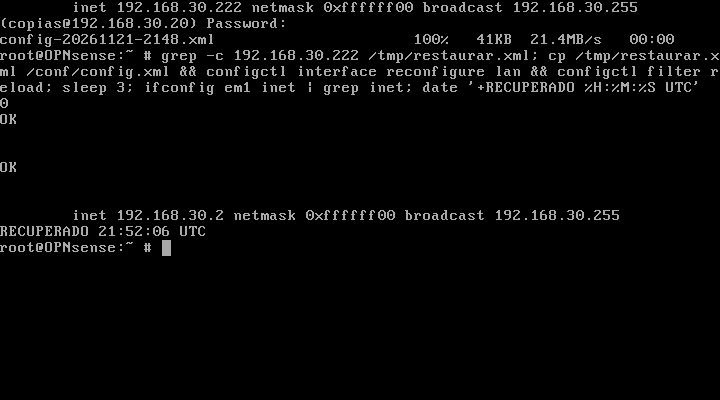 inet 192.168.30.222 netmask 0xffffff00 broadcast 192.168.30.255
(copias@192.168.30.20) Password:
config-20261121-2148.xml 100% 41KB 21.4MB/s 00:00
root@OPNsense:~ # grep -c 192.168.30.222 /tmp/restaurar.xml; cp /tmp/restaurar.x
ml /conf/config.xml && configctl interface reconfigure lan && configctl filter r
eload; sleep 3; ifconfig em1 inet | grep inet; date '+RECUPERADO %H:%M:%S UTC'
0
OK
OK
inet 192.168.30.2 netmask 0xffffff00 broadcast 192.168.30.255
RECUPERADO 21:52:06 UTC
root@OPNsense:~ #